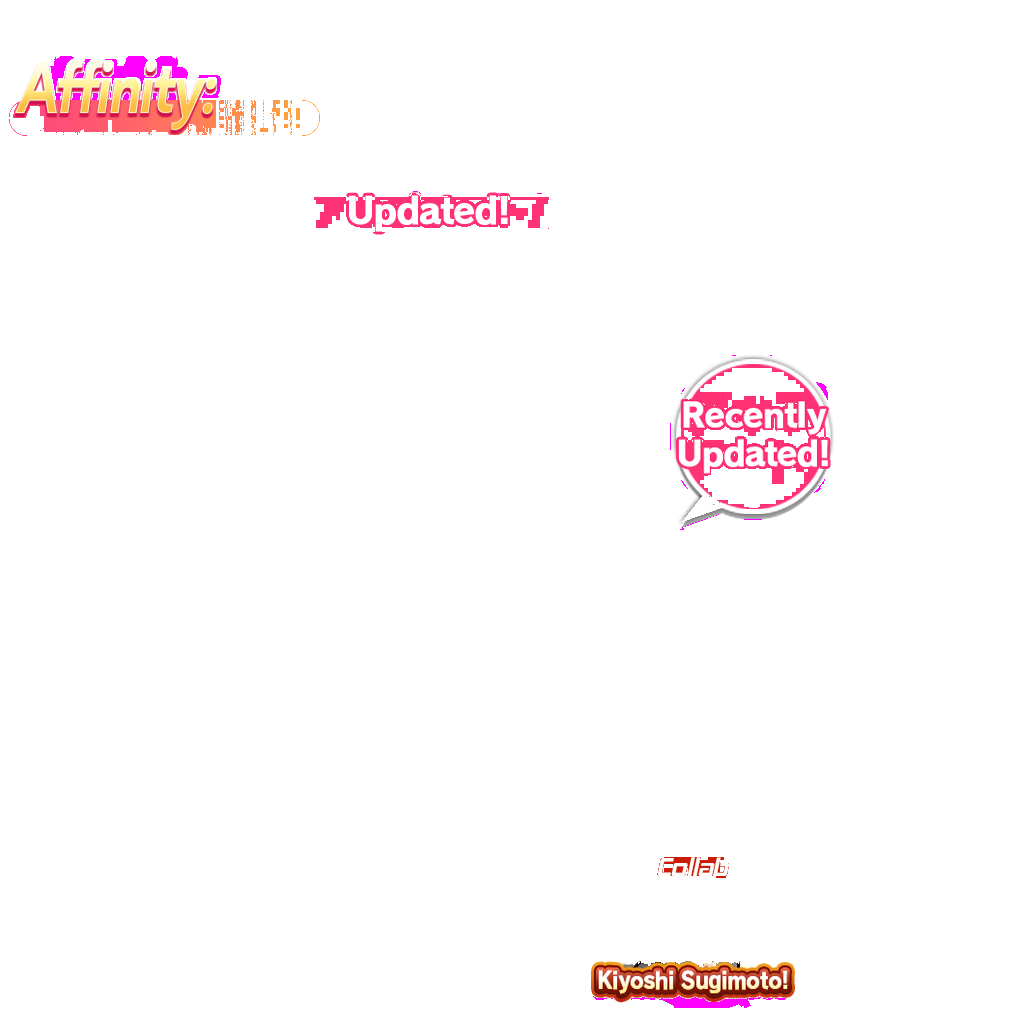 Affinity:
Updated!
Recently
Updated!
collab
Kiyoshi Sugimoto!